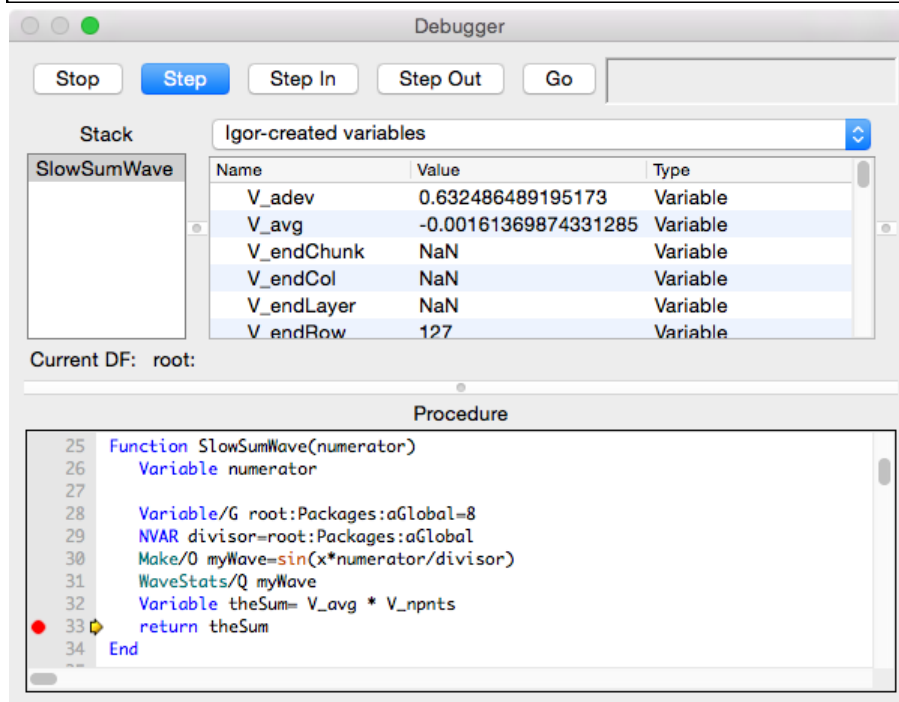 Debugger
Stop Step Step In Step Out Go
Stack Igor-created variables
SlowSumWave
Name Value Type
V_adev 0.632486489195173 Variable
V_avg -0.00161369874331285 Variable
V_endChunk NaN Variable
V_endCol NaN Variable
V_endLayer NaN Variable
V_endRow 127 Variable
Current DF: root:
Procedure
25 Function SlowSumWave(numerator)
26 Variable numerator
27
28 Variable/G root:Packages:aGlobal=8
29 NVAR divisor=root:Packages:aGlobal
30 Make/O myWave=sin(x*numerator/divisor)
31 WaveStats/Q myWave
32 Variable theSum= V_avg * V_npnts
33 return theSum
34 End